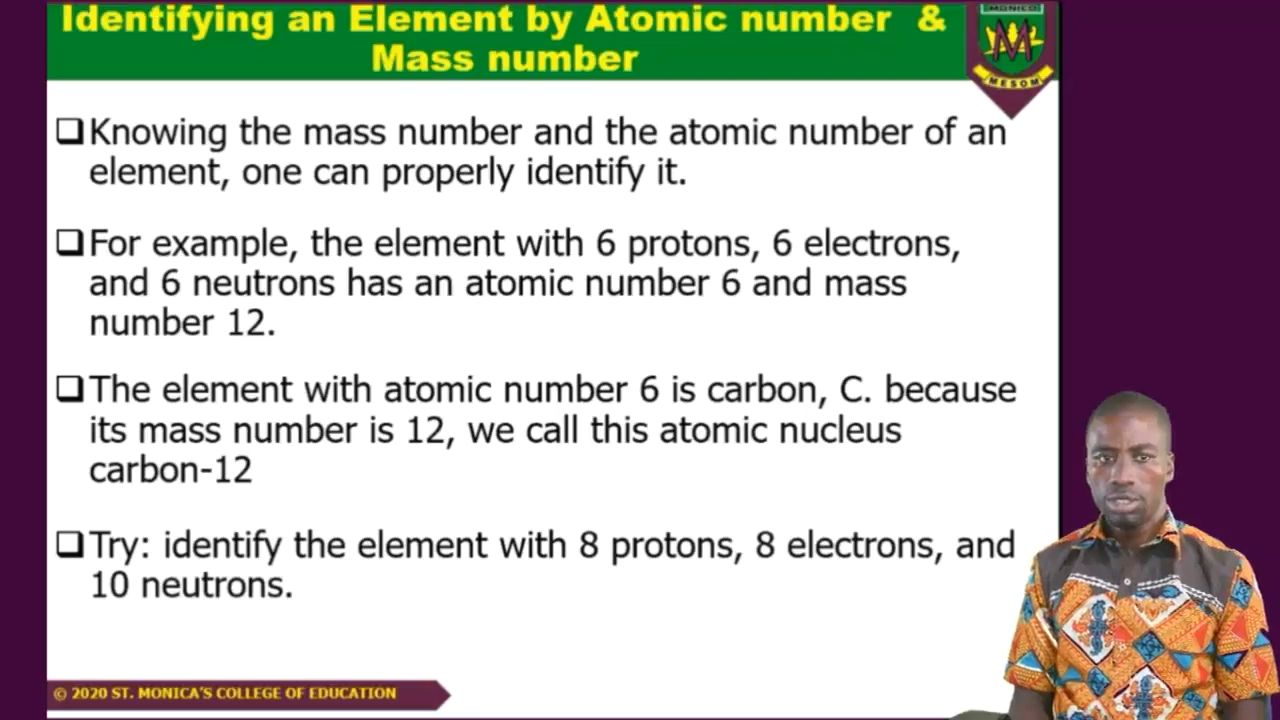 Identifying an Element by Atomic number &
Mass number
MONICO
M
MESOM
Knowing the mass number and the atomic number of an
element, one can properly identify it.
For example, the element with 6 protons, 6 electrons,
and 6 neutrons has an atomic number 6 and mass
number 12.
The element with atomic number 6 is carbon, C. because
its mass number is 12, we call this atomic nucleus
carbon-12
Try: identify the element with 8 protons, 8 electrons, and
10 neutrons.
© 2020 ST. MONICA'S COLLEGE OF EDUCATION